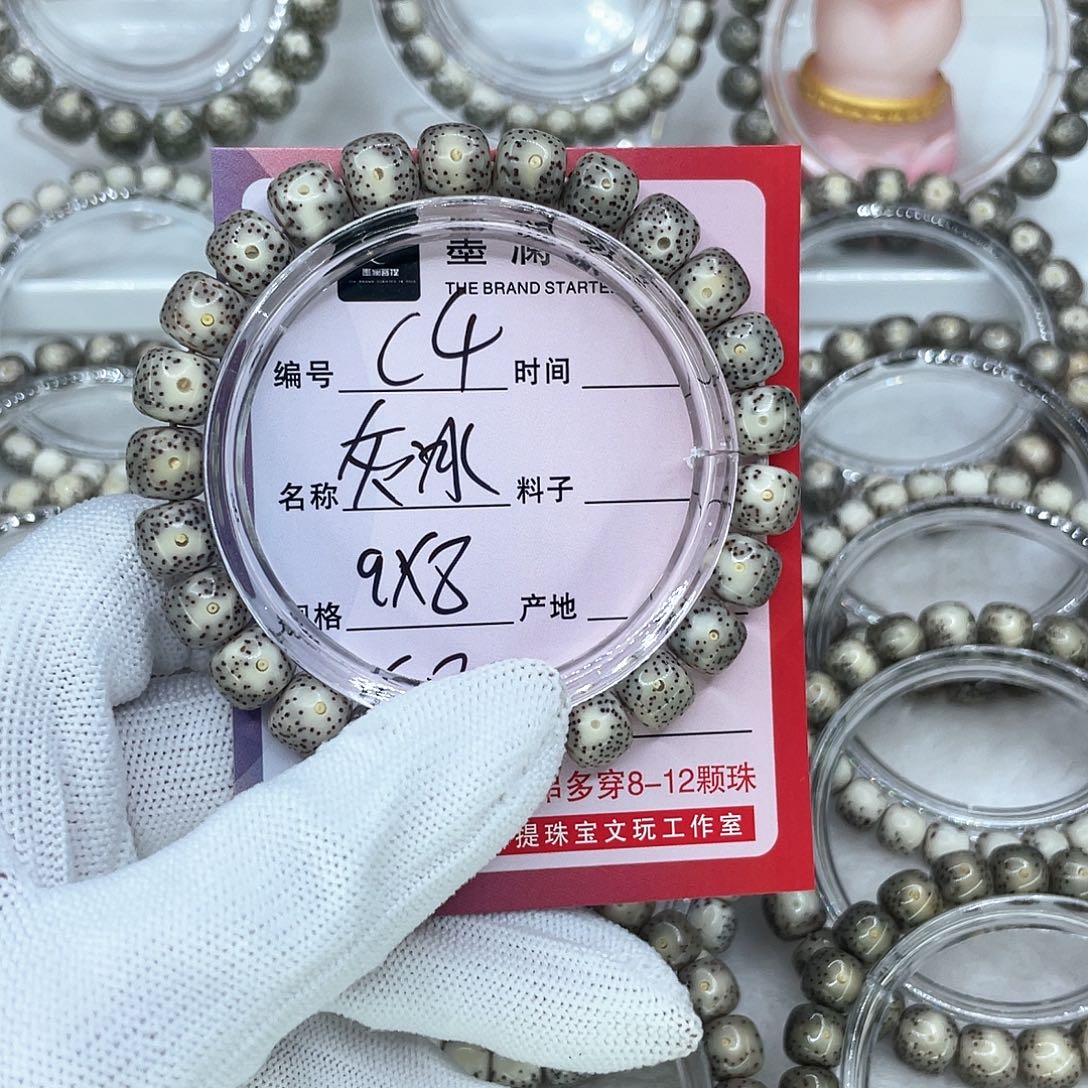 THE BRAND STARTE
编号 C4 时间
名称 灰冰 料子
规格 9X8 产地
多穿8-12颗珠
提珠宝文玩工作室